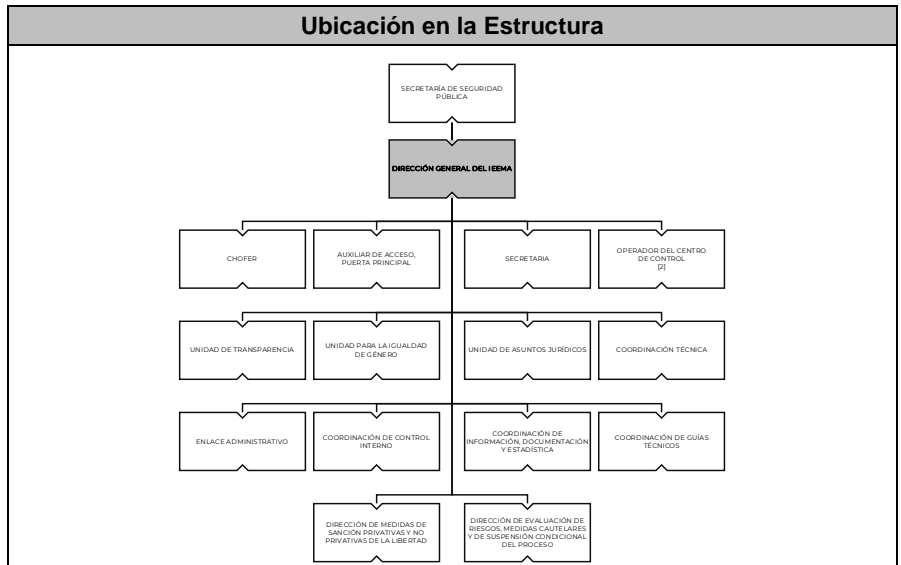 Ubicación en la Estructura
SECRETARÍA DE SEGURIDAD
PÚBLICA
DIRECCIÓN GENERAL DEL IEEMA
CHOFER
AUXILIAR DE ACCESO,
PUERTA PRINCIPAL
SECRETARIA
OPERADOR DEL CENTRO
DE CONTROL
[2]
UNIDAD DE TRANSPARENCIA
UNIDAD PARA LA IGUALDAD
DE GÉNERO
UNIDAD DE ASUNTOS JURÍDICOS
COORDINACIÓN TÉCNICA
ENLACE ADMINISTRATIVO
COORDINACIÓN DE CONTROL
INTERNO
COORDINACIÓN DE
INFORMACIÓN, DOCUMENTACIÓN
Y ESTADÍSTICA
COORDINACIÓN DE GUÍAS
TÉCNICOS
DIRECCIÓN DE MEDIDAS DE
SANCIÓN PRIVATIVAS Y NO
PRIVATIVAS DE LA LIBERTAD
DIRECCIÓN DE EVALUACIÓN DE
RIESGOS, MEDIDAS CAUTELARES
Y DE SUSPENSIÓN CONDICIONAL
DEL PROCESO